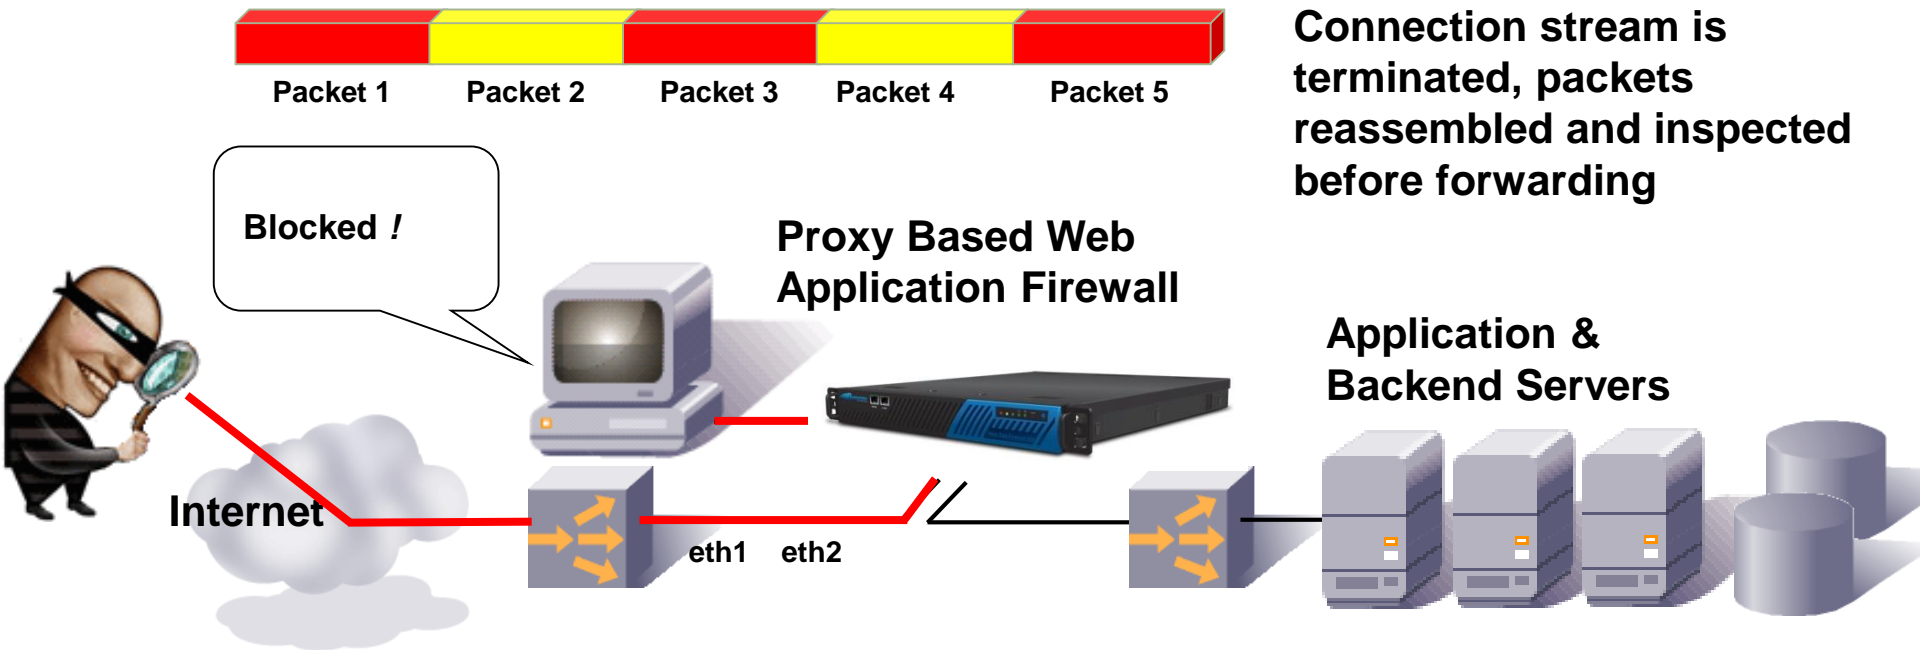 Packet 1 Packet 2 Packet 3 Packet 4 Packet 5
Connection stream is
terminated, packets
reassembled and inspected
before forwarding
Blocked !
Proxy Based Web
Application Firewall
Application &
Backend Servers
Internet
eth1 eth2